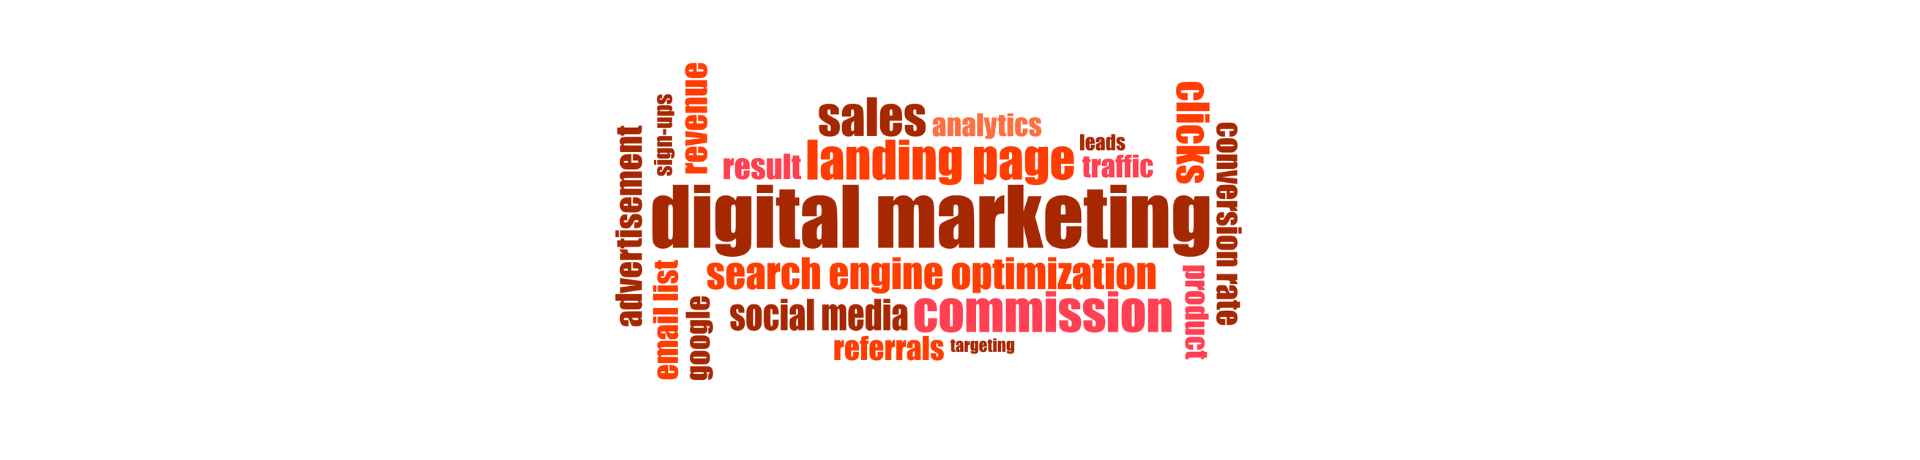 advertisement
sign-ups
revenue
email list
google
sales analytics
leads
result landing page traffic
digital marketing
search engine optimization
social media commission
referrals targeting
clicks
conversion rate
product